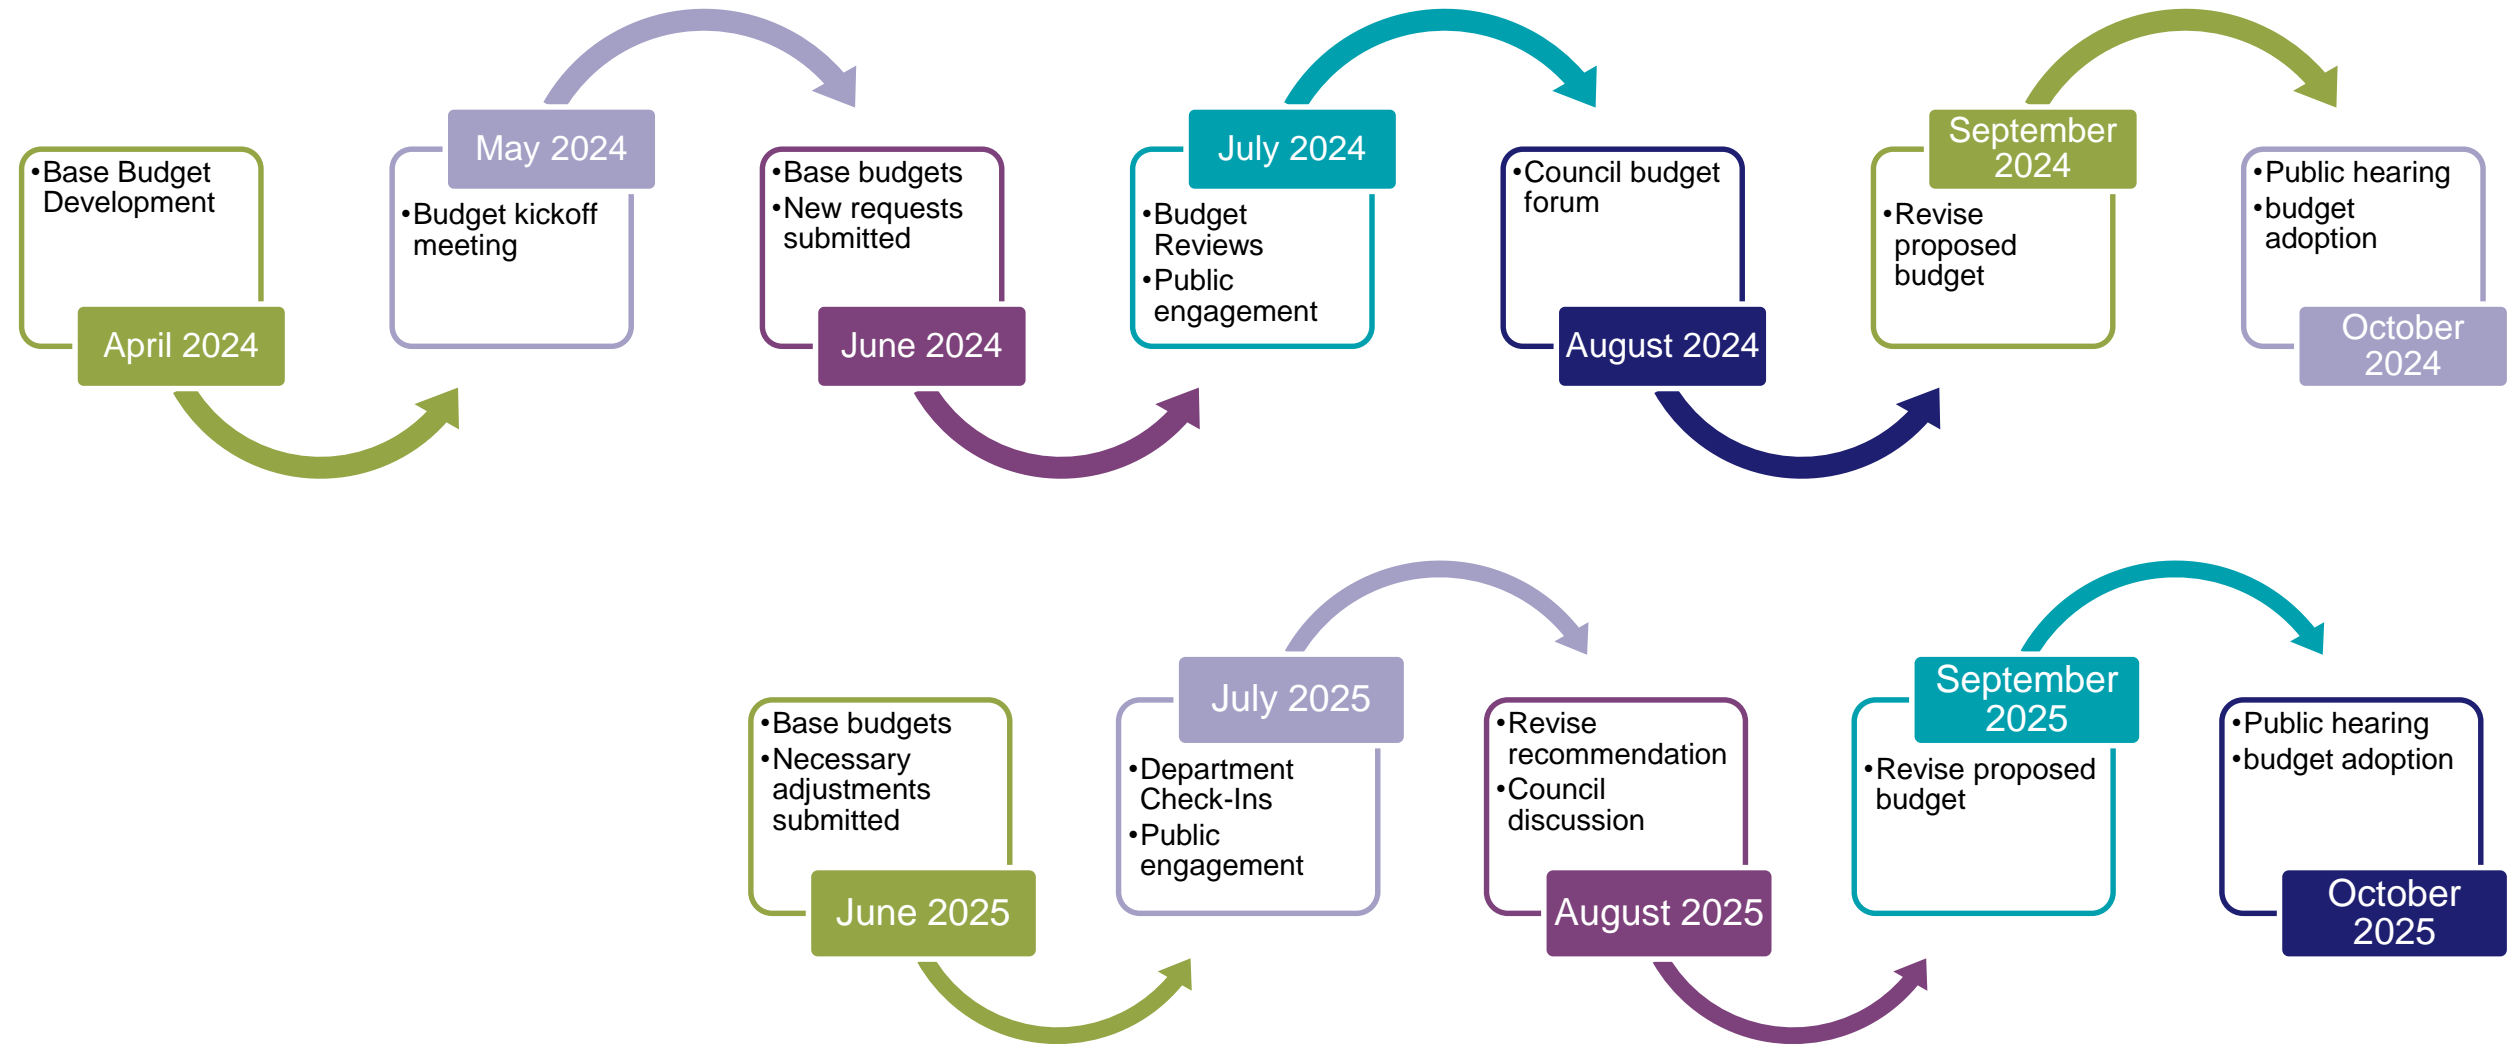 •Base Budget
Development
April 2024
May 2024
•Budget kickoff
meeting
•Base budgets
•New requests
submitted
June 2024
July 2024
•Budget
Reviews
•Public
engagement
•Council budget
forum
August 2024
September
2024
•Revise
proposed
budget
•Public hearing
•budget
adoption
October
2024
•Base budgets
•Necessary
adjustments
submitted
June 2025
July 2025
•Department
Check-Ins
•Public
engagement
•Revise
recommendation
•Council
discussion
August 2025
September
2025
•Revise proposed
budget
•Public hearing
•budget adoption
October
2025